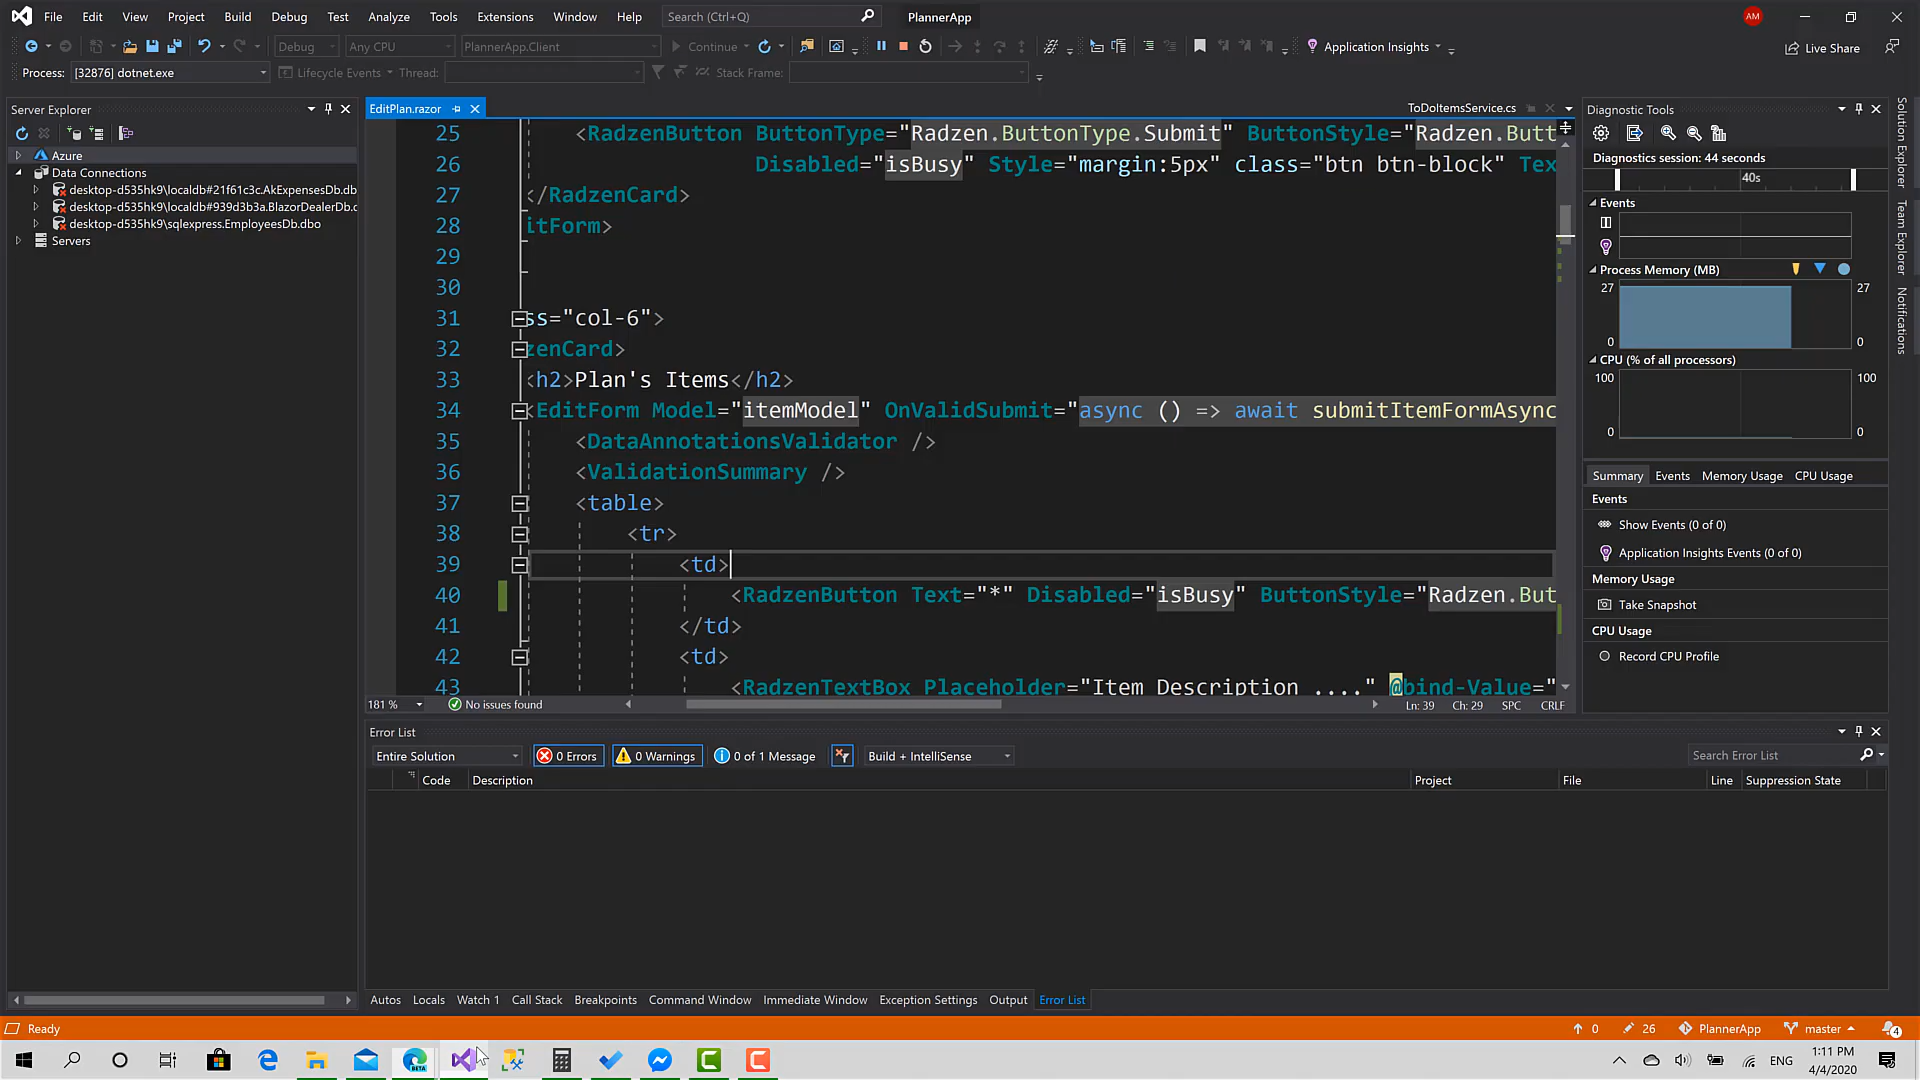 File Edit View Project Build Debug Test Analyze Tools Extensions Window Help Search (Ctrl+Q) PlannerApp AM
Debug Any CPU PlannerApp.Client Continue Application Insights Live Share
Process: [32876] dotnet.exe Lifecycle Events Thread: Stack Frame:
Server Explorer
Azure
Data Connections
desktop-d535hk9\localdb#21f61c3c.AkExpensesDb.db
desktop-d535hk9\localdb#939d3b3a.BlazorDealerDb.c
desktop-d535hk9\sqlexpress.EmployeesDb.dbo
Servers
EditPlan.razor ToDoItemsService.cs
25 <RadzenButton ButtonType="Radzen.ButtonType.Submit" ButtonStyle="Radzen.Butt
26 Disabled="isBusy" Style="margin:5px" class="btn btn-block" Tex
27 </RadzenCard>
28 itForm>
29
30
31 ss="col-6">
32 zenCard>
33 <h2>Plan's Items</h2>
34 <EditForm Model="itemModel" OnValidSubmit="async () => await submitItemFormAsync
35 <DataAnnotationsValidator />
36 <ValidationSummary />
37 <table>
38 <tr>
39 <td>
40 <RadzenButton Text="*" Disabled="isBusy" ButtonStyle="Radzen.But
41 </td>
42 <td>
43 <RadzenTextBox Placeholder="Item Description ...." @bind-Value="
181 % No issues found Ln: 39 Ch: 29 SPC CRLF
Diagnostic Tools
Diagnostics session: 44 seconds
40s
Events
Process Memory (MB)
27 27
0 0
CPU (% of all processors)
100 100
0 0
Summary Events Memory Usage CPU Usage
Events
Show Events (0 of 0)
Application Insights Events (0 of 0)
Memory Usage
Take Snapshot
CPU Usage
Record CPU Profile
Solution Explorer
Team Explorer
Notifications
Error List
Entire Solution 0 Errors 0 Warnings 0 of 1 Message Build + IntelliSense Search Error List
Code Description Project File Line Suppression State
Autos Locals Watch 1 Call Stack Breakpoints Command Window Immediate Window Exception Settings Output Error List
Ready 0 26 PlannerApp master 4
BETA ENG 1:11 PM
4/4/2020